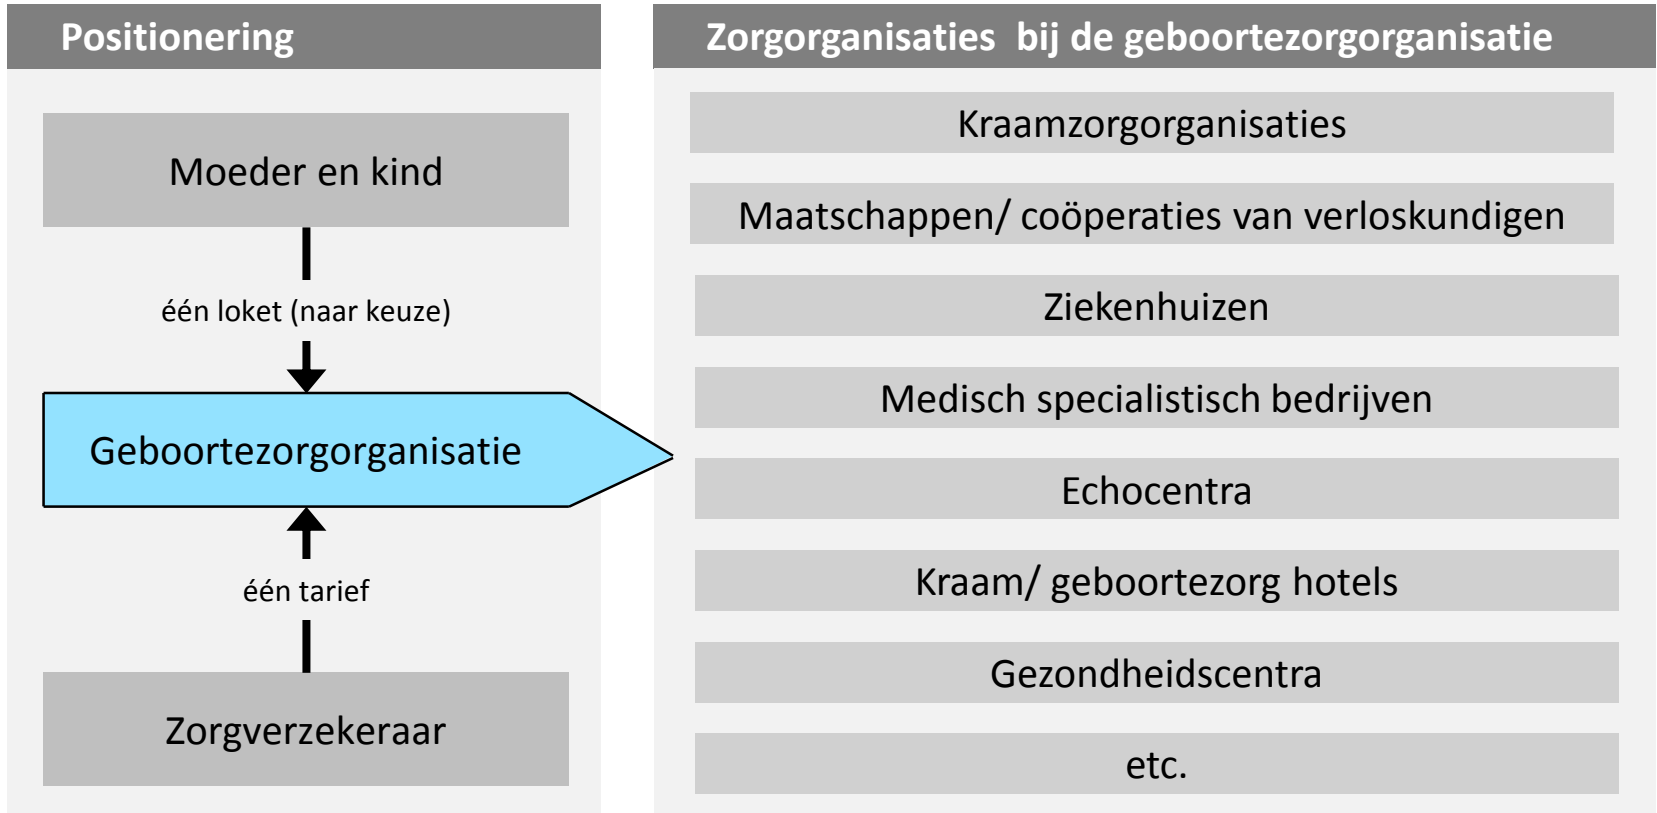 Positionering
Moeder en kind
één loket (naar keuze)
Geboortezorgorganisatie
één tarief
Zorgverzekeraar
Zorgorganisaties  bij de geboortezorgorganisatie
Kraamzorgorganisaties
Maatschappen/ coöperaties van verloskundigen
Ziekenhuizen
Medisch specialistisch bedrijven
Echocentra
Kraam/ geboortezorg hotels
Gezondheidscentra
etc.